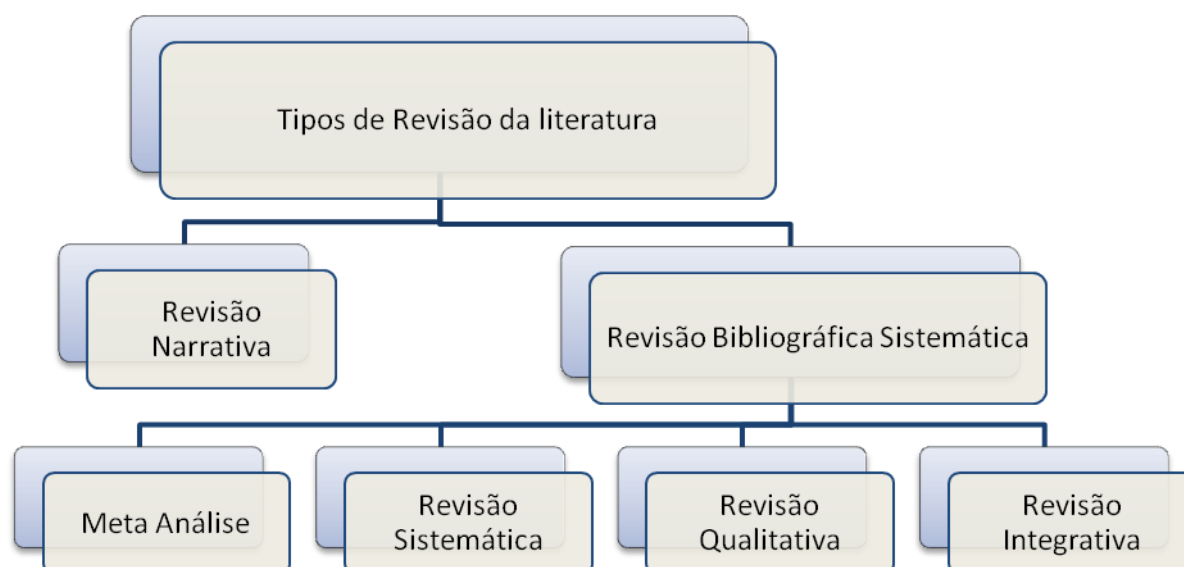 Tipos de Revisão da literatura
Revisão
Narrativa
Revisão Bibliográfica Sistemática
Meta Análise
Revisão
Sistemática
Revisão
Qualitativa
Revisão
Integrativa